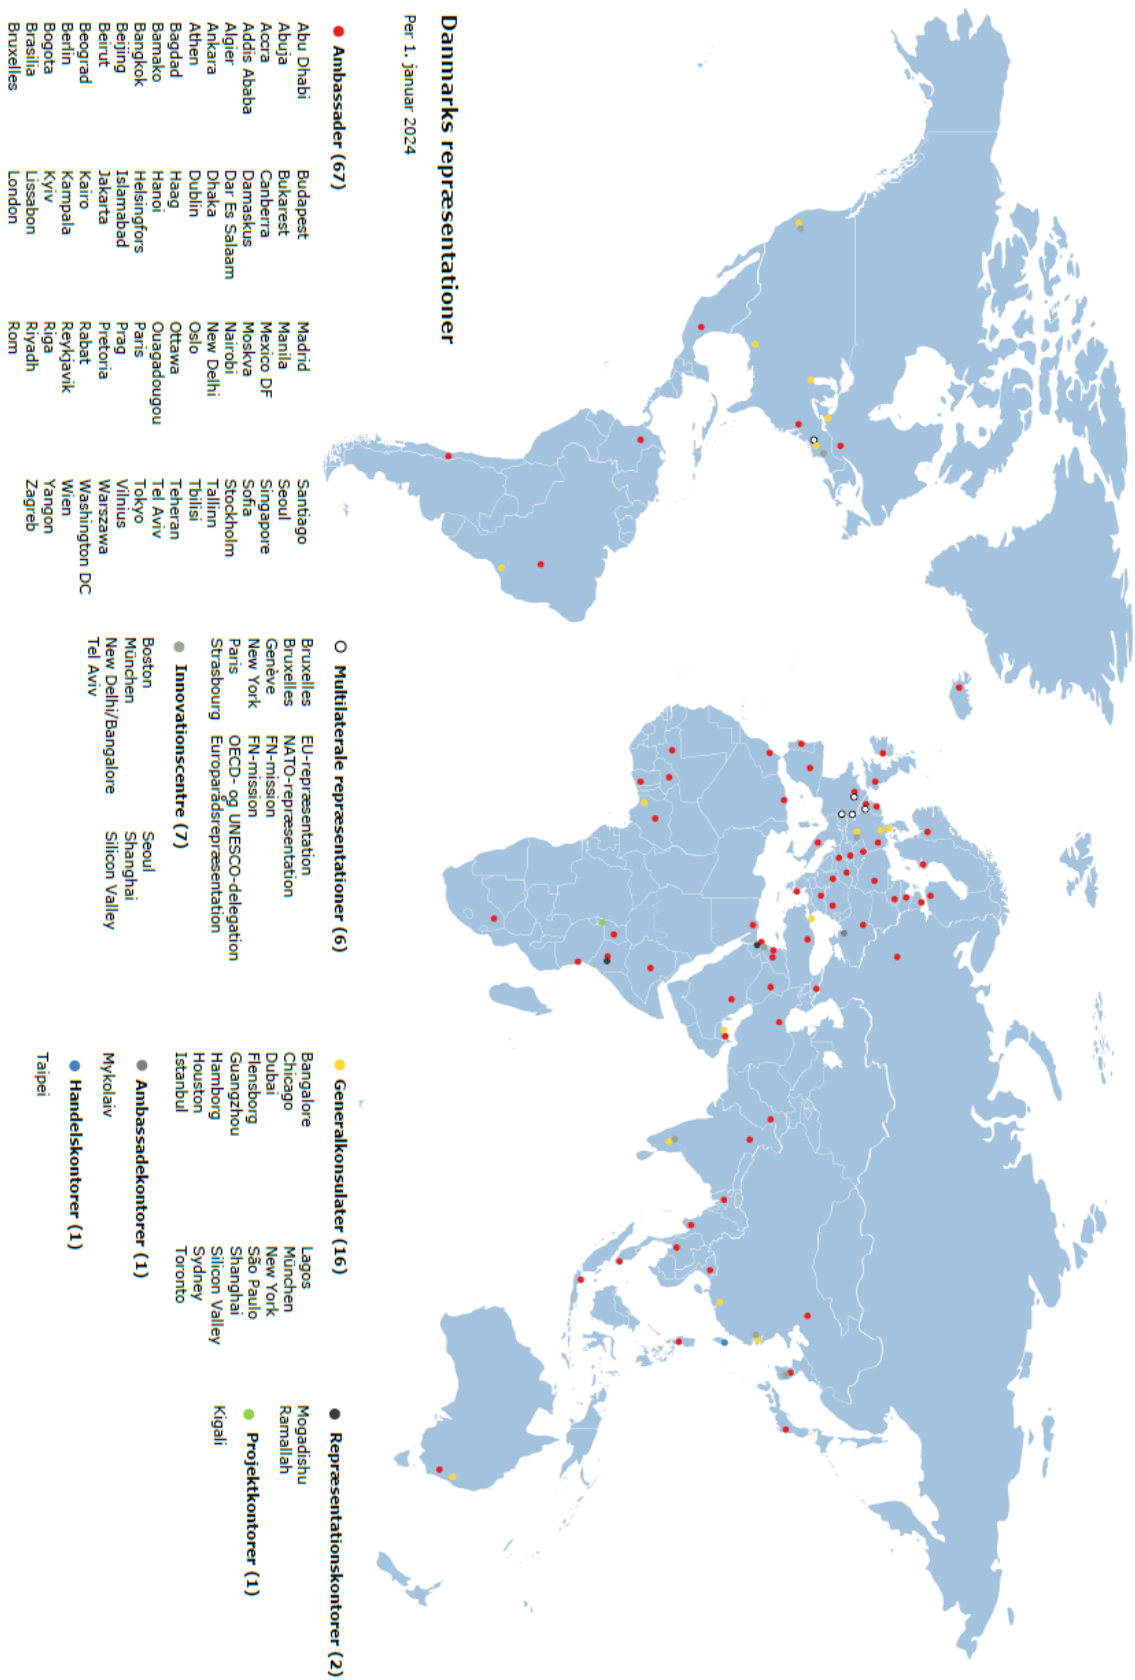 Danmarks repræsentationer
Per 1. januar 2024
Ambassader (67)
Abu Dhabi
Abuja
Accra
Addis Ababa
Algier
Ankara
Athen
Bagdad
Bamako
Bangkok
Beijing
Beirut
Beograd
Berlin
Bogota
Brasilia
Bruxelles
Budapest
Bukarest
Canberra
Damaskus
Dar Es Salaam
Dhaka
Dublin
Haag
Hanoi
Helsingfors
Islamabad
Jakarta
Kairo
Kampala
Kyiv
Lissabon
London
Madrid
Manila
Mexico DF
Moskva
Nairobi
New Delhi
Oslo
Ottawa
Ouagadougou
Paris
Prag
Pretoria
Rabat
Reykjavik
Riga
Riyadh
Rom
Santiago
Seoul
Singapore
Sofia
Stockholm
Tallinn
Tbilisi
Teheran
Tel Aviv
Tokyo
Vilnius
Warszawa
Washington DC
Wien
Yangon
Zagreb
Multilaterale repræsentationer (6)
Bruxelles EU-repræsentation
Bruxelles NATO-repræsentation
Genève FN-mission
New York FN-mission
Paris OECD- og UNESCO-delegation
Strasbourg Europarådsrepræsentation
Innovationscentre (7)
Boston
München
New Delhi/Bangalore
Tel Aviv
Seoul
Shanghai
Silicon Valley
Generalkonsulater (16)
Bangalore
Chicago
Dubai
Flensborg
Guangzhou
Hamborg
Houston
Istanbul
Lagos
München
New York
São Paulo
Shanghai
Silicon Valley
Sydney
Toronto
Ambassadekontorer (1)
Mykolaiv
Handelskontorer (1)
Taipei
Repræsentationskontorer (2)
Mogadishu
Ramallah
Projektkontorer (1)
Kigali